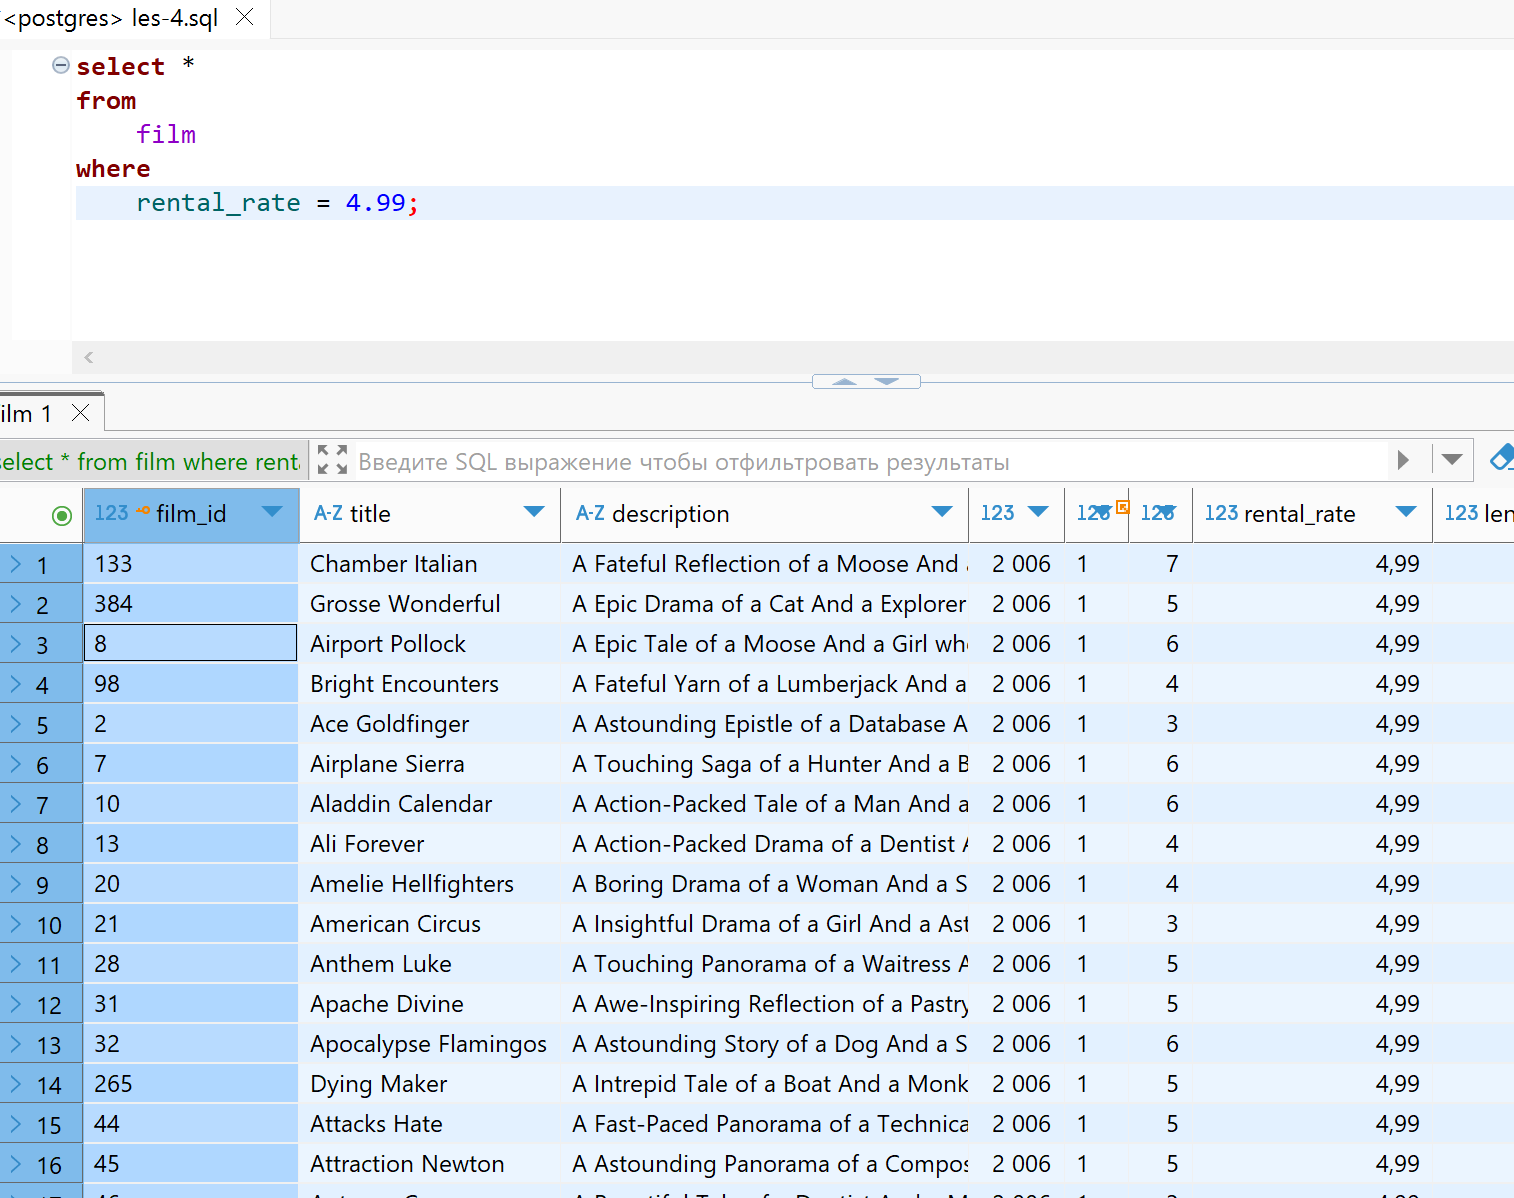 <postgres> les-4.sql
select *
from
film
where
rental_rate = 4.99;
ilm 1
select * from film where renta
Введите SQL выражение чтобы отфильтровать результаты
123 film_id A-Z title A-Z description 123 123 123 123 rental_rate 123 len
1 133 Chamber Italian A Fateful Reflection of a Moose And 2 006 1 7 4,99
2 384 Grosse Wonderful A Epic Drama of a Cat And a Explorer 2 006 1 5 4,99
3 8 Airport Pollock A Epic Tale of a Moose And a Girl who 2 006 1 6 4,99
4 98 Bright Encounters A Fateful Yarn of a Lumberjack And a 2 006 1 4 4,99
5 2 Ace Goldfinger A Astounding Epistle of a Database A 2 006 1 3 4,99
6 7 Airplane Sierra A Touching Saga of a Hunter And a B 2 006 1 6 4,99
7 10 Aladdin Calendar A Action-Packed Tale of a Man And a 2 006 1 6 4,99
8 13 Ali Forever A Action-Packed Drama of a Dentist A 2 006 1 4 4,99
9 20 Amelie Hellfighters A Boring Drama of a Woman And a S 2 006 1 4 4,99
10 21 American Circus A Insightful Drama of a Girl And a Ast 2 006 1 3 4,99
11 28 Anthem Luke A Touching Panorama of a Waitress A 2 006 1 5 4,99
12 31 Apache Divine A Awe-Inspiring Reflection of a Pastry 2 006 1 5 4,99
13 32 Apocalypse Flamingos A Astounding Story of a Dog And a S 2 006 1 6 4,99
14 265 Dying Maker A Intrepid Tale of a Boat And a Monk 2 006 1 5 4,99
15 44 Attacks Hate A Fast-Paced Panorama of a Technica 2 006 1 5 4,99
16 45 Attraction Newton A Astounding Panorama of a Compos 2 006 1 5 4,99